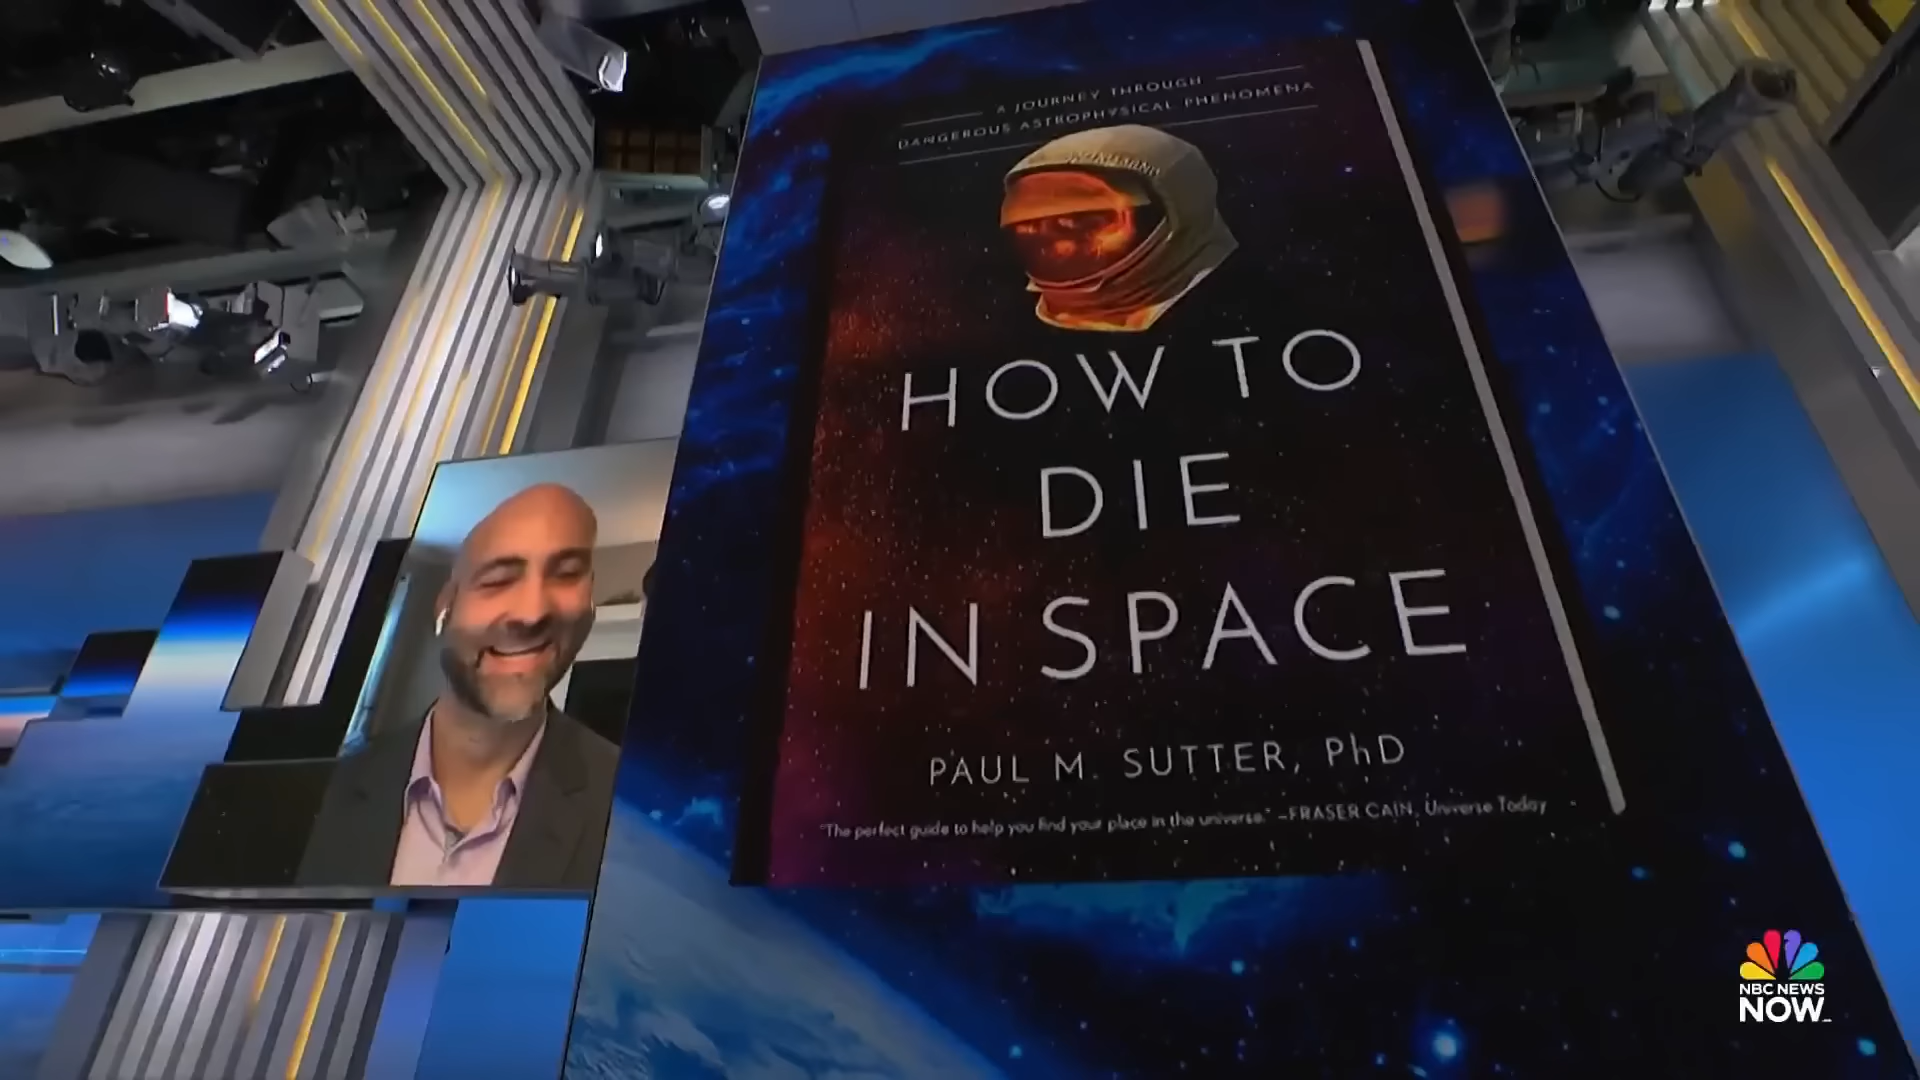 A JOURNEY THROUGH
DANGEROUS ASTROPHYSICAL PHENOMENA
HOW TO
DIE
IN SPACE
PAUL M. SUTTER, PhD
"The perfect guide to help you find your place in the universe." –FRASER CAIN, Universe Today
NBC NEWS
NOW